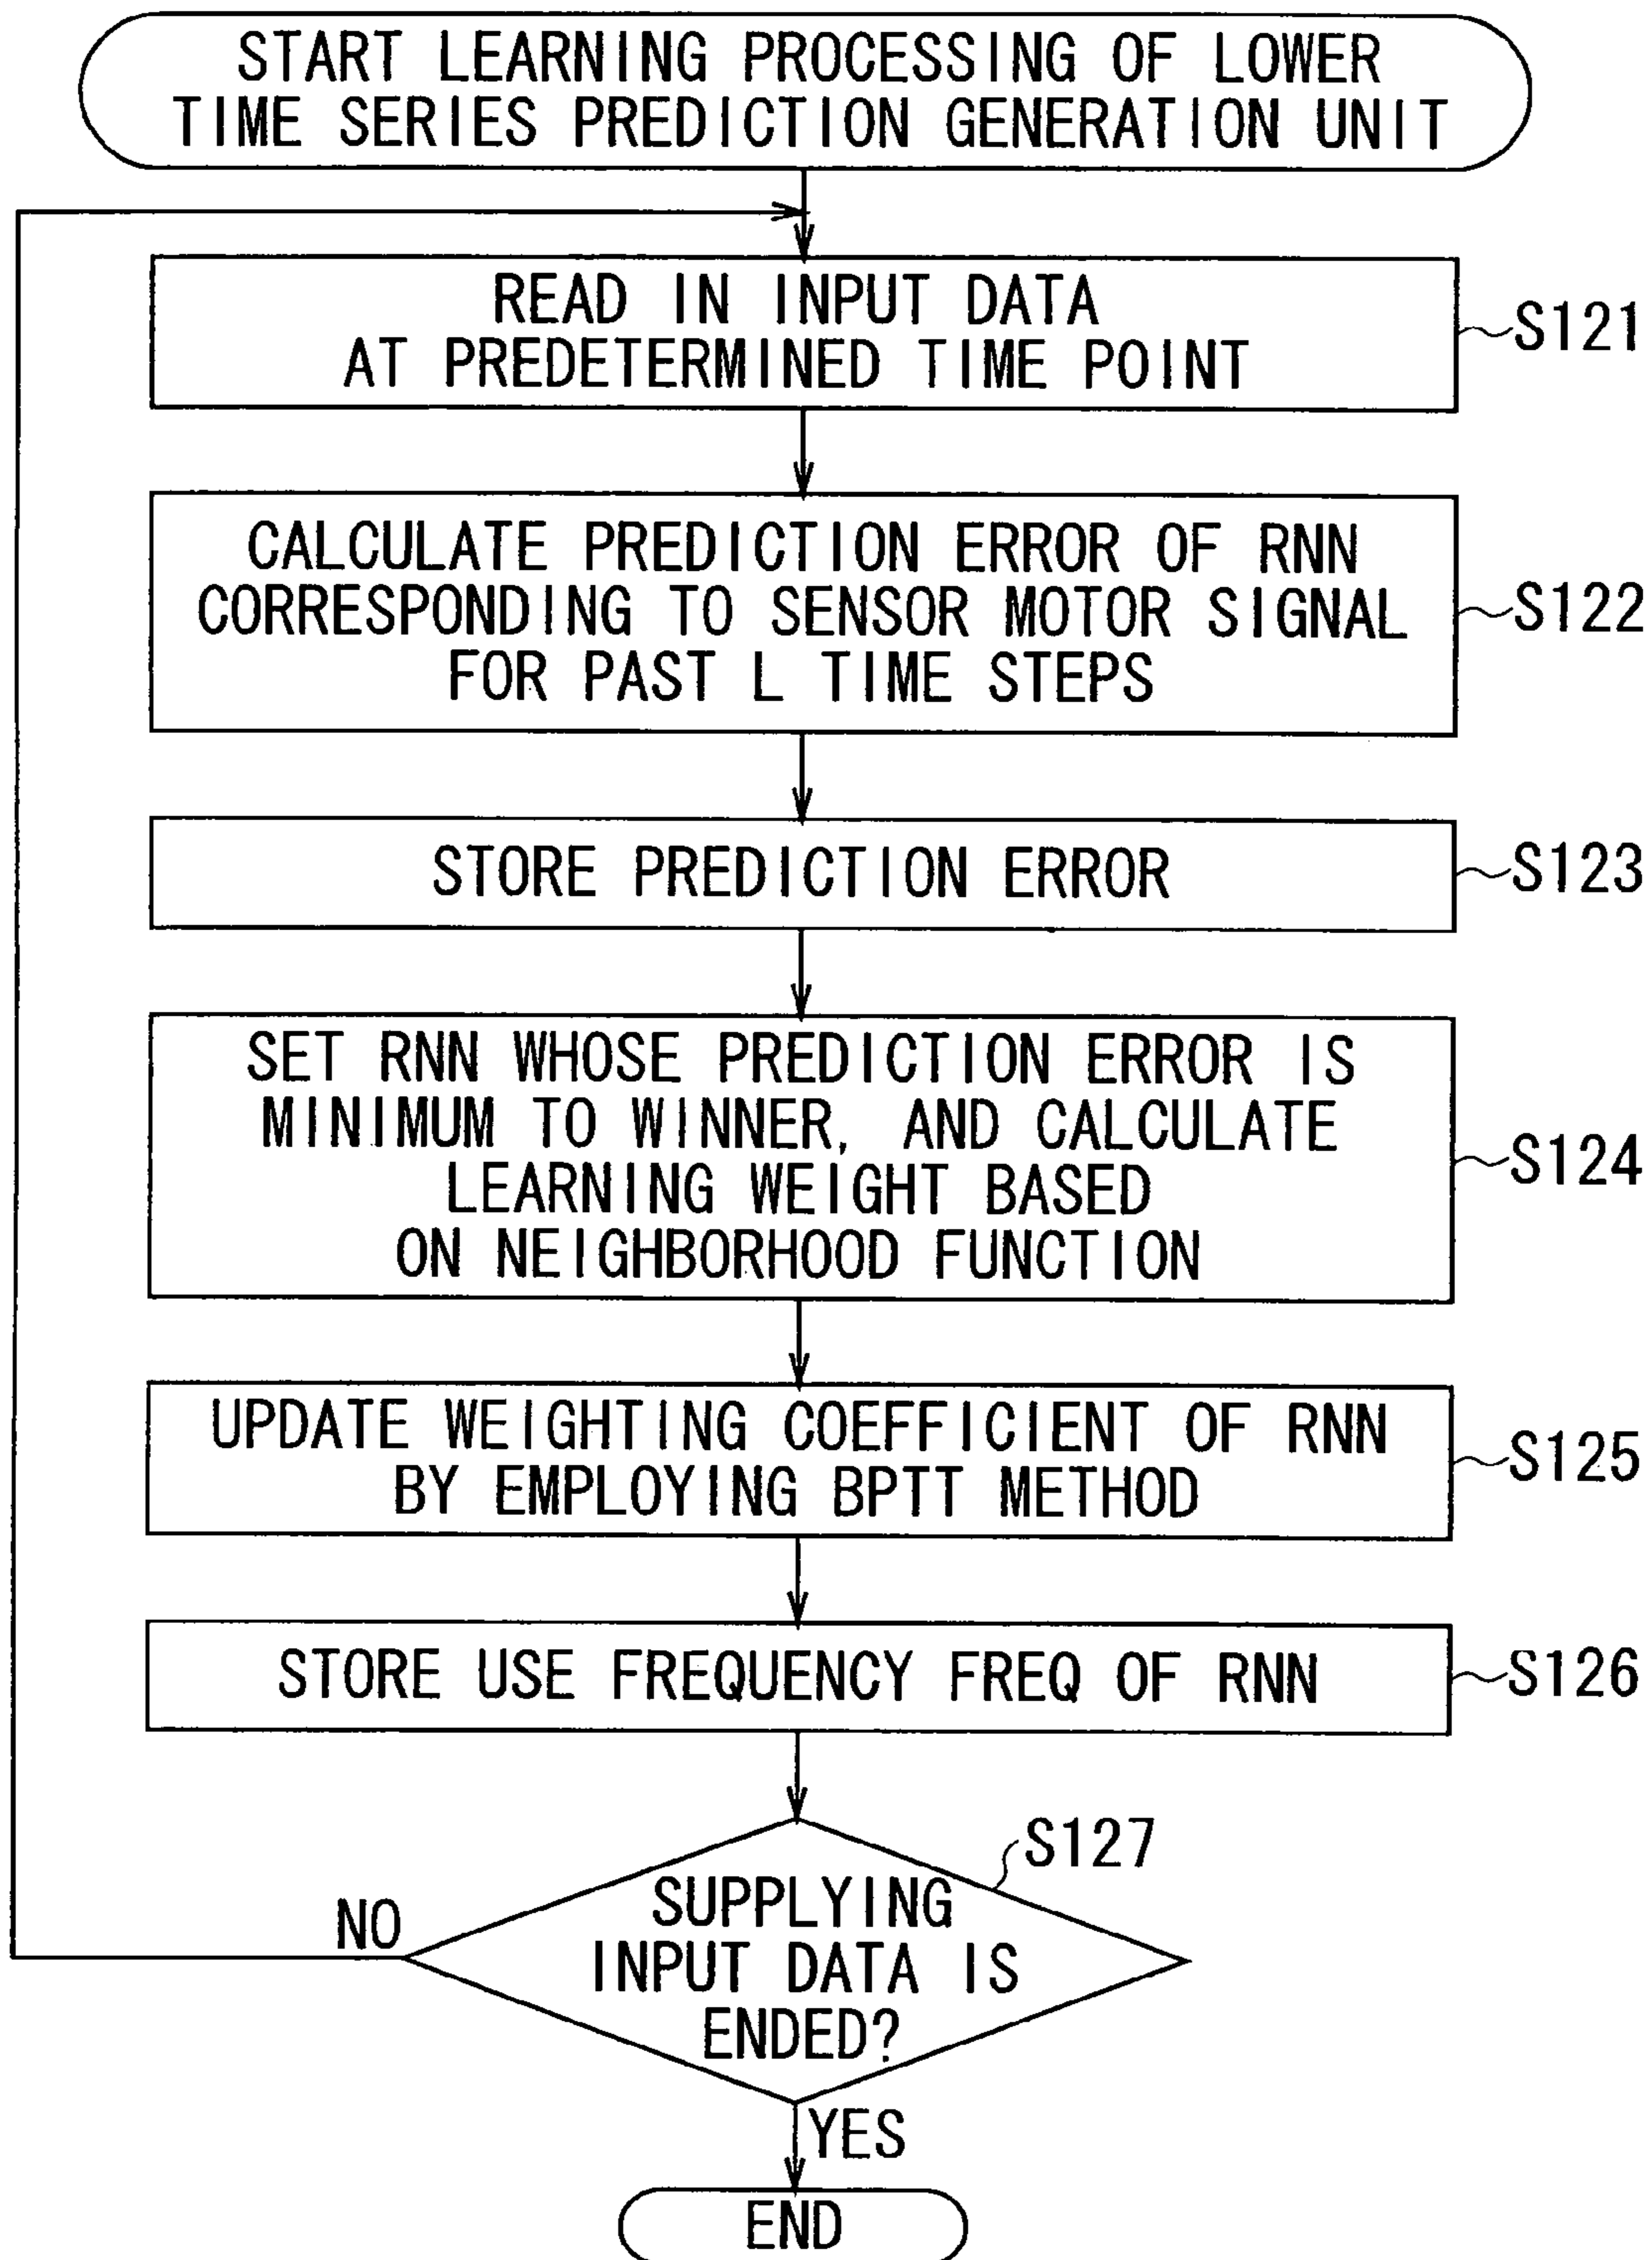 START LEARNING PROCESSING OF LOWER
TIME SERIES PREDICTION GENERATION UNIT
READ IN INPUT DATA
AT PREDETERMINED TIME POINT
S121
CALCULATE PREDICTION ERROR OF RNN
CORRESPONDING TO SENSOR MOTOR SIGNAL
FOR PAST L TIME STEPS
S122
STORE PREDICTION ERROR
S123
SET RNN WHOSE PREDICTION ERROR IS
MINIMUM TO WINNER, AND CALCULATE
LEARNING WEIGHT BASED
ON NEIGHBORHOOD FUNCTION
S124
UPDATE WEIGHTING COEFFICIENT OF RNN
BY EMPLOYING BPTT METHOD
S125
STORE USE FREQUENCY FREQ OF RNN
S126
S127
SUPPLYING
INPUT DATA IS
ENDED?
NO
YES
END